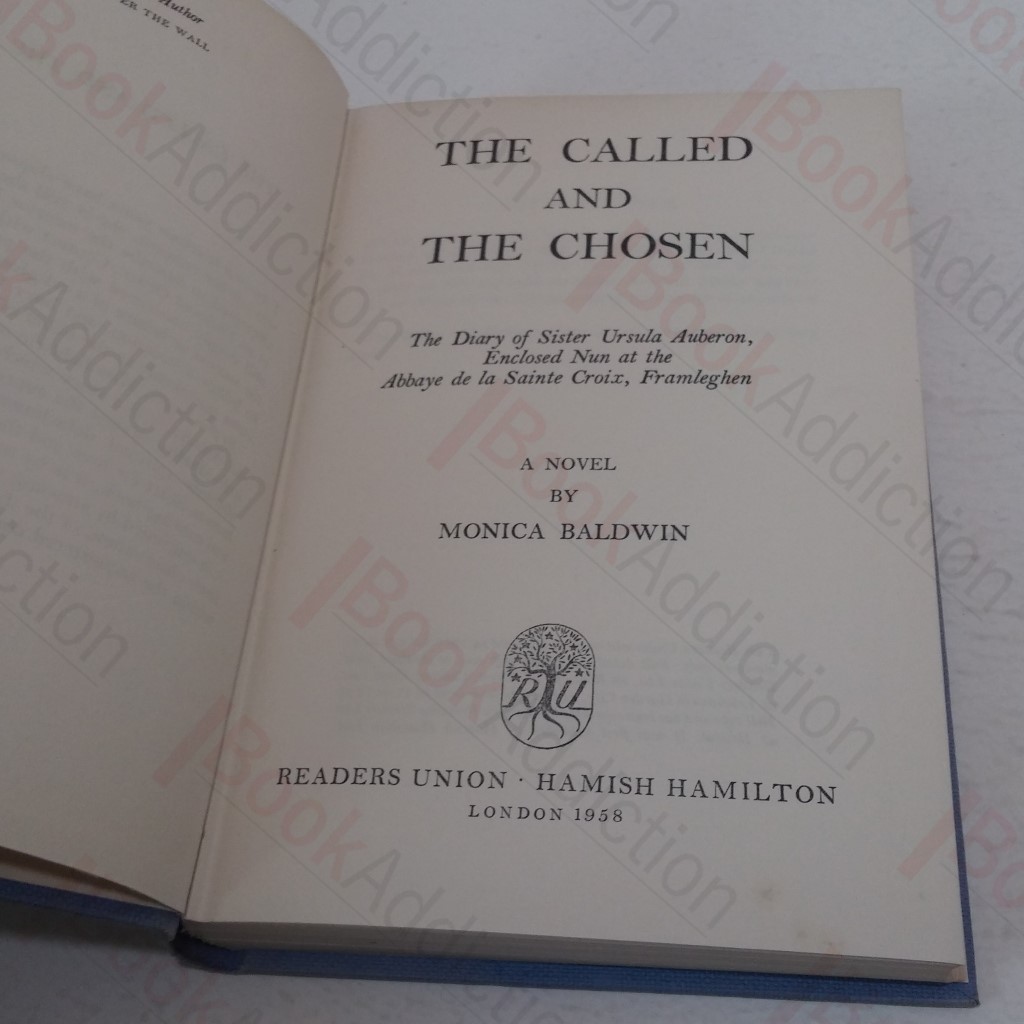 Author
ER THE WALL
THE CALLED
AND
THE CHOSEN
The Diary of Sister Ursula Auberon,
Enclosed Nun at the
Abbaye de la Sainte Croix, Framleghen
A NOVEL
BY
MONICA BALDWIN
R U
READERS UNION · HAMISH HAMILTON
LONDON 1958
BookAddiction